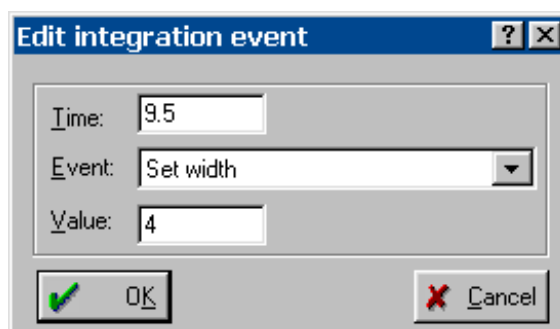 Edit integration event
Time: 9.5
Event: Set width
Value: 4
OK Cancel